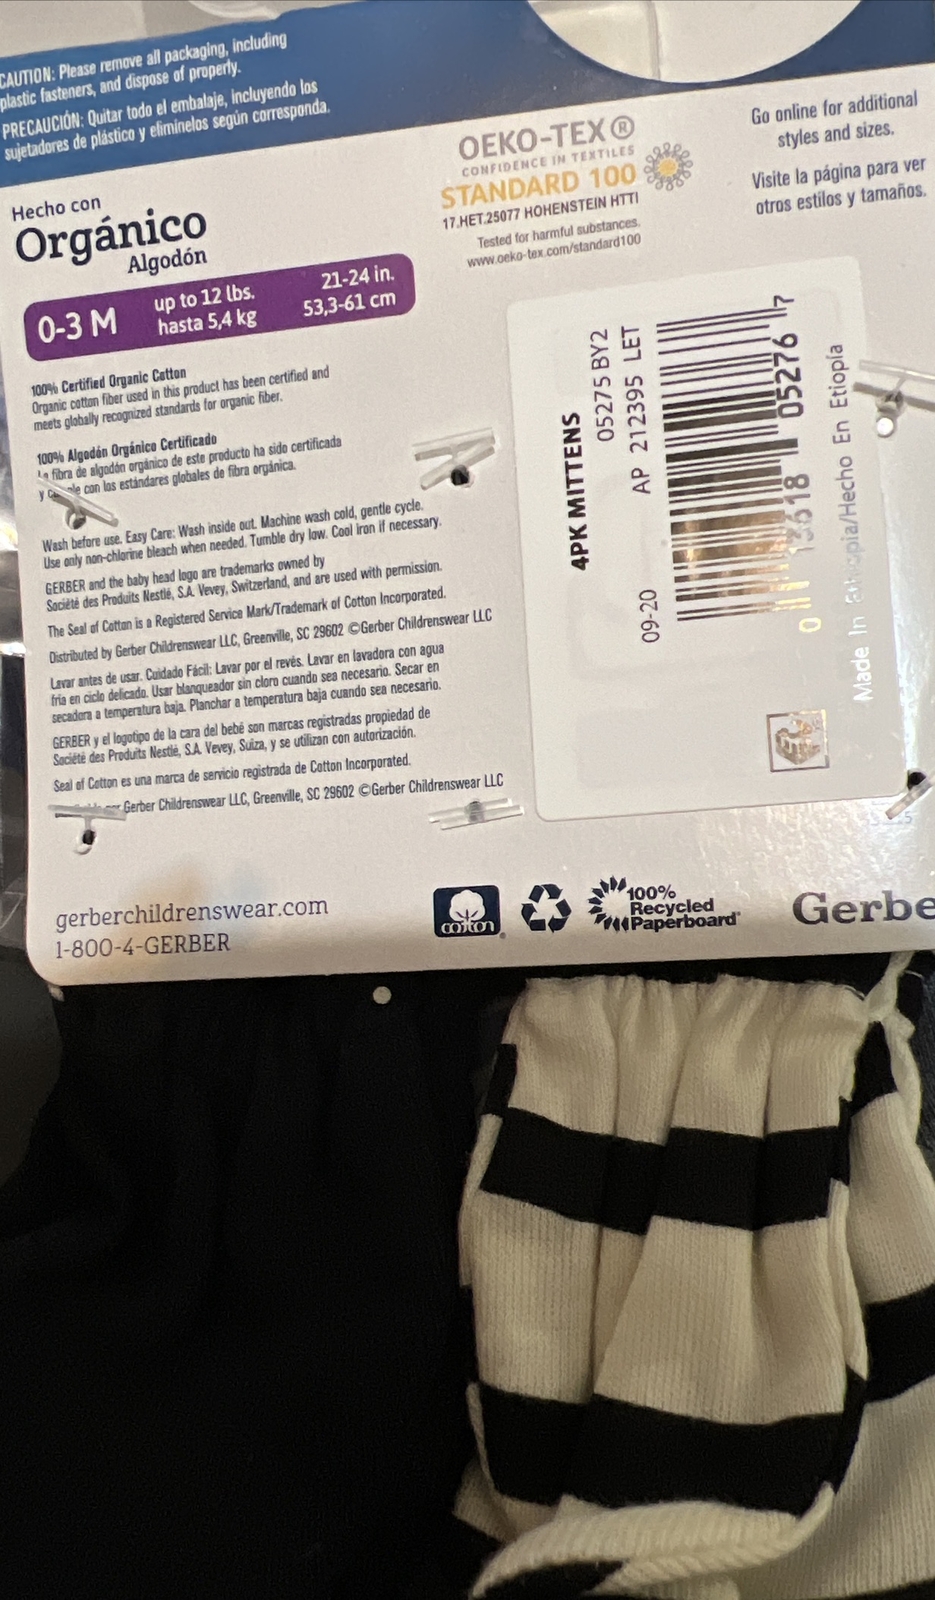 CAUTION: Please remove all packaging, including
plastic fasteners, and dispose of properly.
PRECAUCIÓN: Quitar todo el embalaje, incluyendo los
sujetadores de plástico y elimínelos según corresponda.
OEKO-TEX®
CONFIDENCE IN TEXTILES
STANDARD 100
17.HET.25077 HOHENSTEIN HTTI
Tested for harmful substances.
www.oeko-tex.com/standard100
Go online for additional
styles and sizes.
Visite la página para ver
otros estilos y tamaños.
Hecho con
Orgánico
Algodón
0-3 M
up to 12 lbs.
hasta 5,4 kg
21-24 in.
53,3-61 cm
100% Certified Organic Cotton
Organic cotton fiber used in this product has been certified and
meets globally recognized standards for organic fiber.
100% Algodón Orgánico Certificado
La fibra de algodón orgánico de este producto ha sido certificada
y con los estándares globales de fibra orgánica.
Wash before use. Easy Care: Wash inside out. Machine wash cold, gentle cycle.
Use only non-chlorine bleach when needed. Tumble dry low. Cool iron if necessary.
GERBER and the baby head logo are trademarks owned by
Société des Produits Nestlé, S.A. Vevey, Switzerland, and are used with permission.
The Seal of Cotton is a Registered Service Mark/Trademark of Cotton Incorporated.
Distributed by Gerber Childrenswear LLC, Greenville, SC 29602 ©Gerber Childrenswear LLC
Lavar antes de usar. Cuidado Fácil: Lavar por el revés. Lavar en lavadora con agua
fría en ciclo delicado. Usar blanqueador sin cloro cuando sea necesario. Secar en
secadora a temperatura baja. Planchar a temperatura baja cuando sea necesario.
GERBER y el logotipo de la cara del bebé son marcas registradas propiedad de
Société des Produits Nestlé, S.A. Vevey, Suiza, y se utilizan con autorización.
Seal of Cotton es una marca de servicio registrada de Cotton Incorporated.
Gerber Childrenswear LLC, Greenville, SC 29602 ©Gerber Childrenswear LLC
4PK MITTENS
05275 BY2
AP 212395 LET
09-20
0 13618 05276 7
Made In Ethiopia/Hecho En Etiopía
gerberchildrenswear.com
1-800-4-GERBER
cotton
100%
Recycled
Paperboard
Gerbe